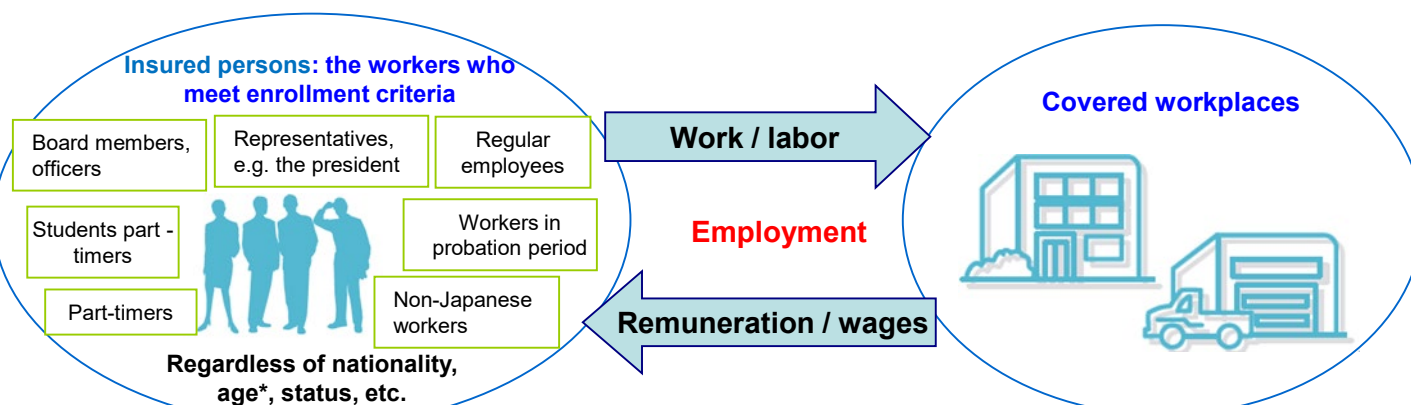 Insured persons: the workers who
meet enrollment criteria
Board members,
officers
Representatives,
e.g. the president
Regular
employees
Students part -
timers
Workers in
probation period
Part-timers
Non-Japanese
workers
Regardless of nationality,
age*, status, etc.
Work / labor
Employment
Remuneration / wages
Covered workplaces